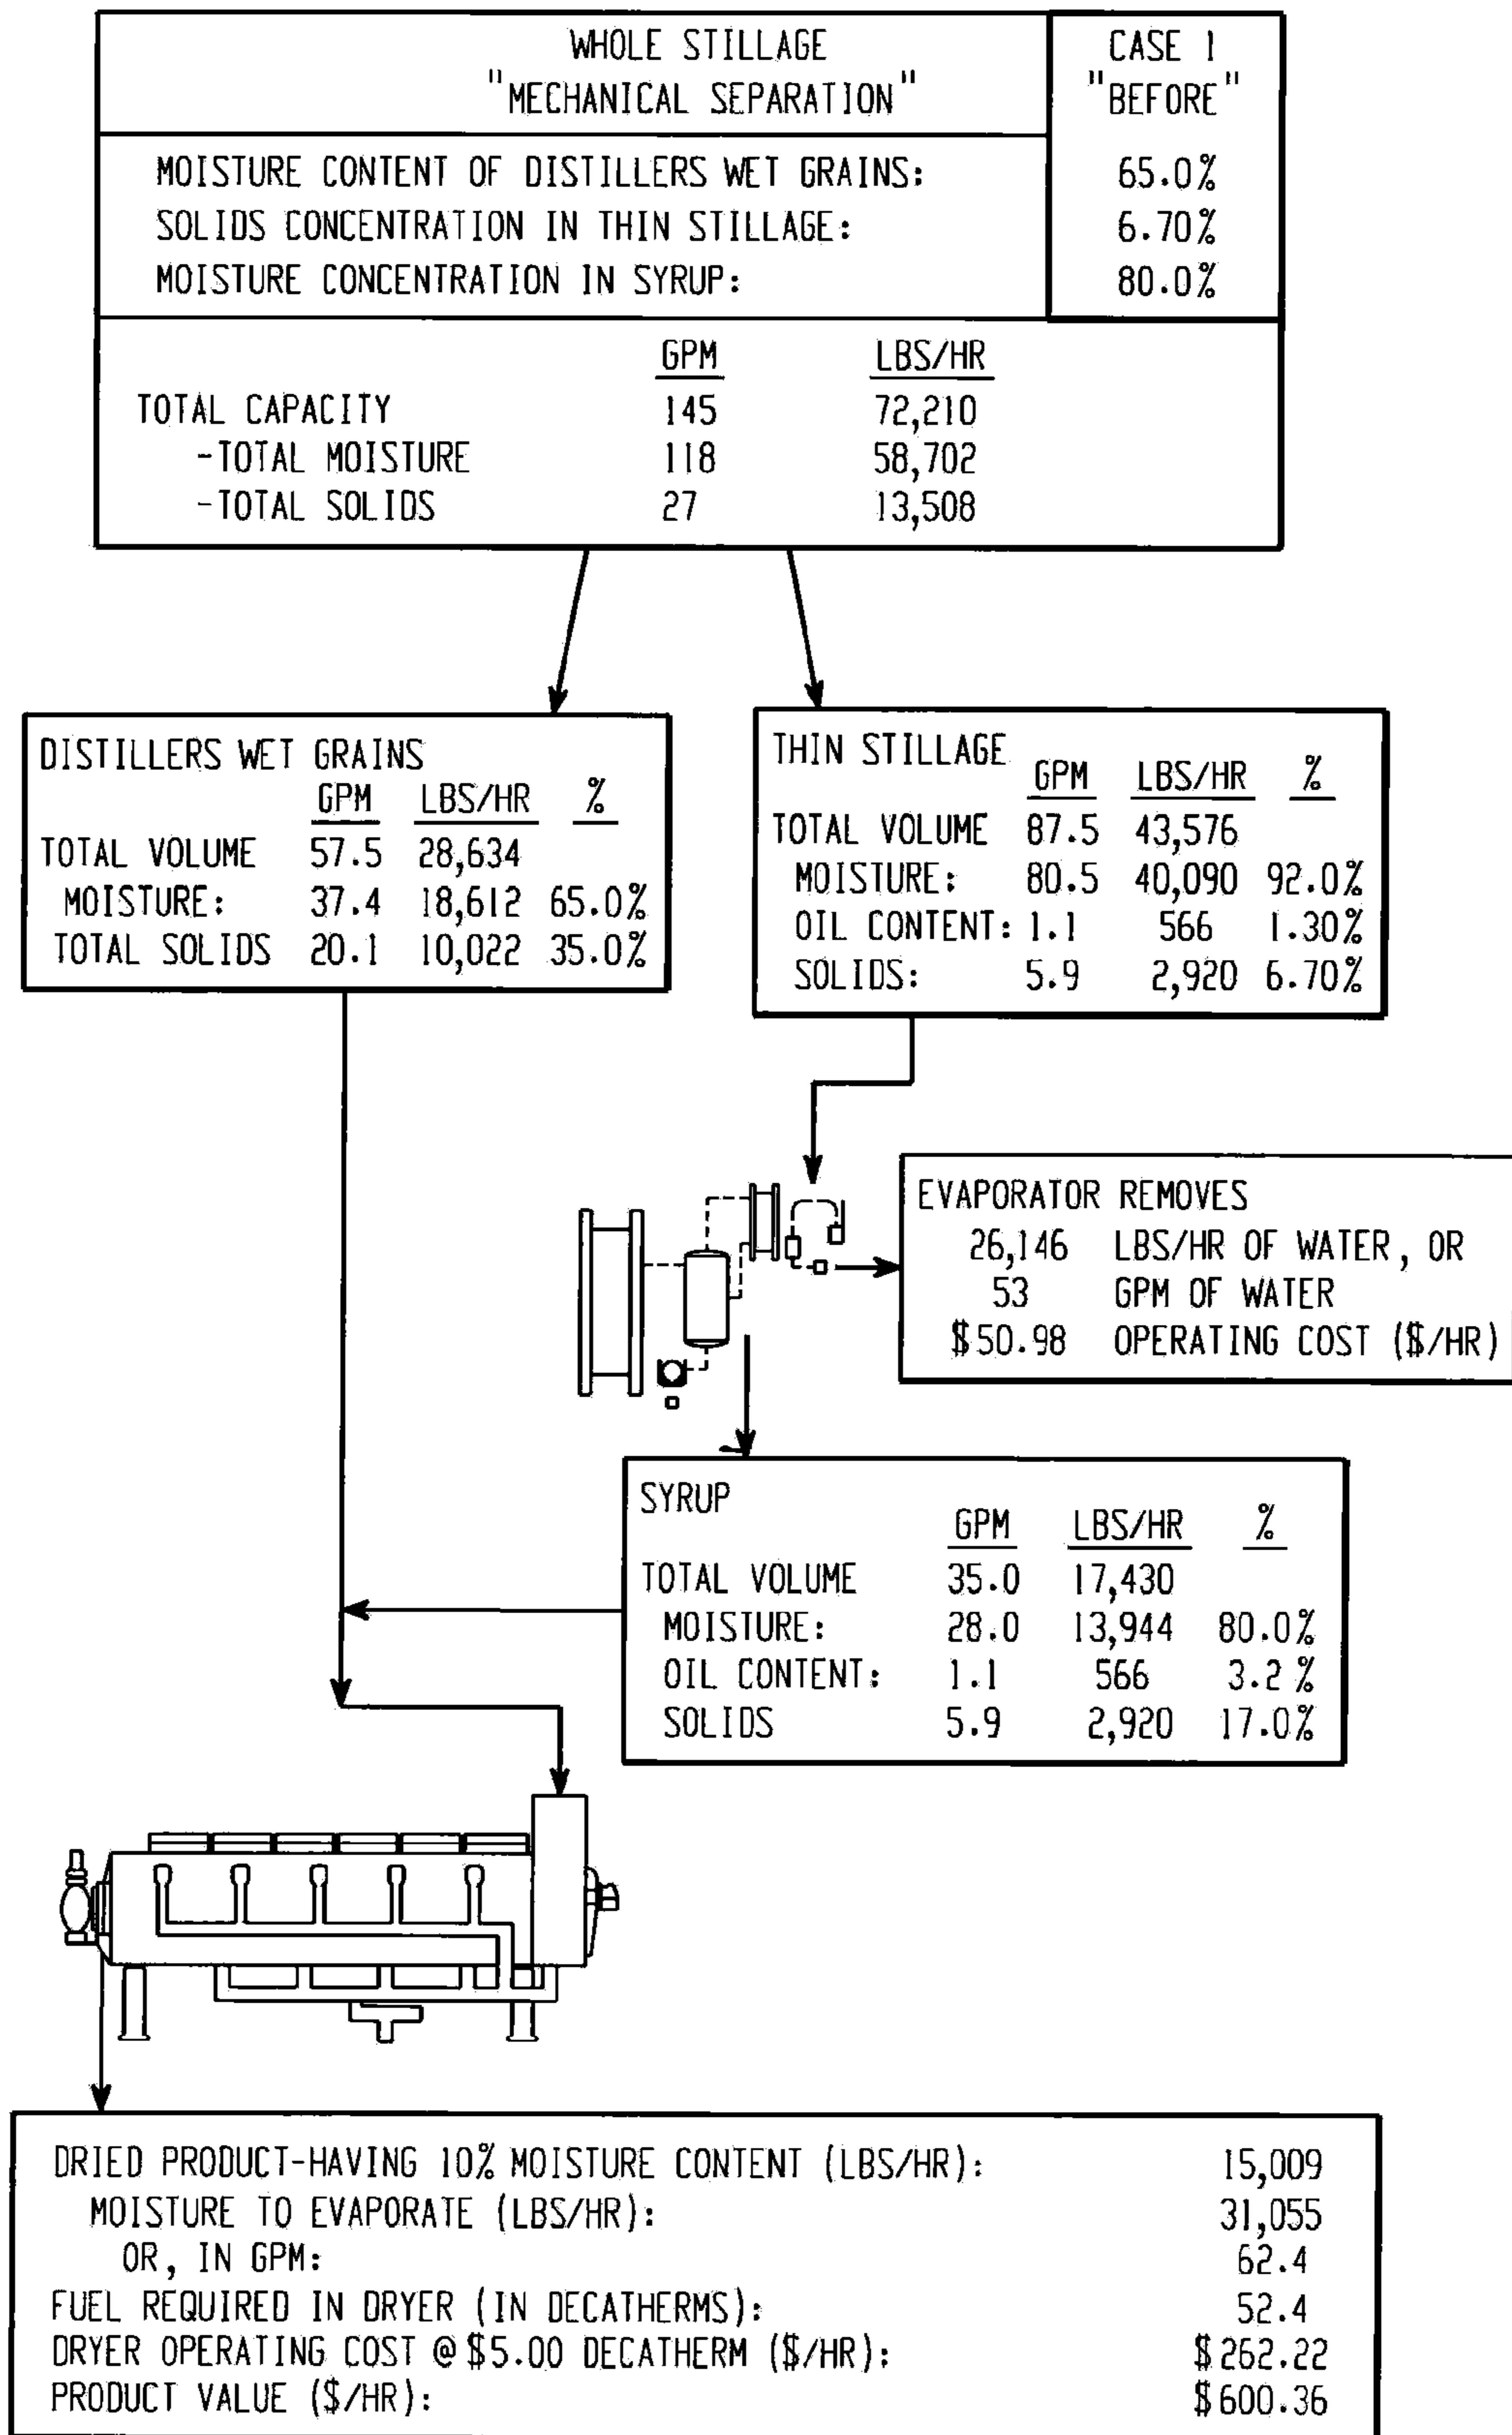 WHOLE STILLAGE
"MECHANICAL SEPARATION"
CASE 1
"BEFORE"
MOISTURE CONTENT OF DISTILLERS WET GRAINS: 65.0%
SOLIDS CONCENTRATION IN THIN STILLAGE: 6.70%
MOISTURE CONCENTRATION IN SYRUP: 80.0%
GPM LBS/HR
TOTAL CAPACITY 145 72,210
-TOTAL MOISTURE 118 58,702
-TOTAL SOLIDS 27 13,508
DISTILLERS WET GRAINS
GPM LBS/HR %
TOTAL VOLUME 57.5 28,634
MOISTURE: 37.4 18,612 65.0%
TOTAL SOLIDS 20.1 10,022 35.0%
THIN STILLAGE
GPM LBS/HR %
TOTAL VOLUME 87.5 43,576
MOISTURE: 80.5 40,090 92.0%
OIL CONTENT: 1.1 566 1.30%
SOLIDS: 5.9 2,920 6.70%
EVAPORATOR REMOVES
26,146 LBS/HR OF WATER, OR
53 GPM OF WATER
$50.98 OPERATING COST ($/HR)
SYRUP
GPM LBS/HR %
TOTAL VOLUME 35.0 17,430
MOISTURE: 28.0 13,944 80.0%
OIL CONTENT: 1.1 566 3.2%
SOLIDS 5.9 2,920 17.0%
DRIED PRODUCT-HAVING 10% MOISTURE CONTENT (LBS/HR): 15,009
MOISTURE TO EVAPORATE (LBS/HR): 31,055
OR, IN GPM: 62.4
FUEL REQUIRED IN DRYER (IN DECATHERMS): 52.4
DRYER OPERATING COST @ $5.00 DECATHERM ($/HR): $262.22
PRODUCT VALUE ($/HR): $600.36